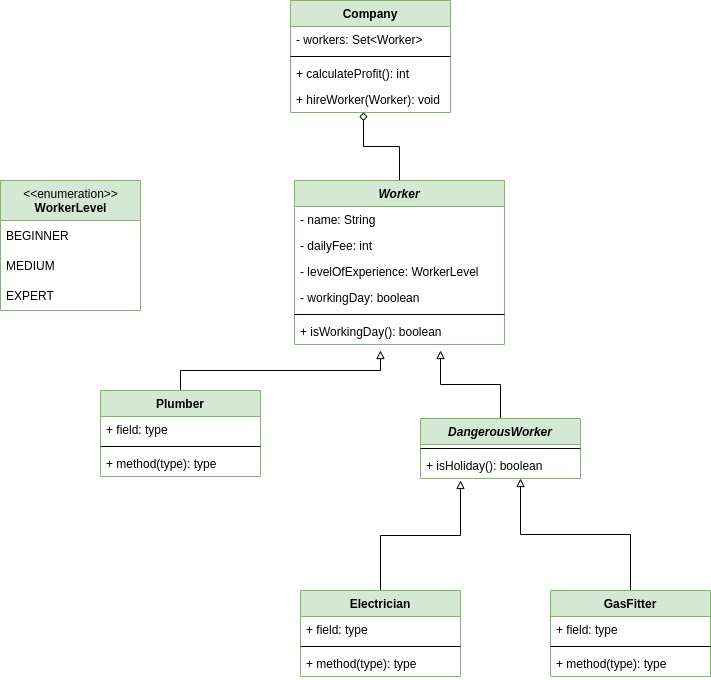 Company
- workers: Set<Worker>
+ calculateProfit(): int
+ hireWorker(Worker): void
<<enumeration>>
WorkerLevel
BEGINNER
MEDIUM
EXPERT
Worker
- name: String
- dailyFee: int
- levelOfExperience: WorkerLevel
- workingDay: boolean
+ isWorkingDay(): boolean
Plumber
+ field: type
+ method(type): type
DangerousWorker
+ isHoliday(): boolean
Electrician
+ field: type
+ method(type): type
GasFitter
+ field: type
+ method(type): type